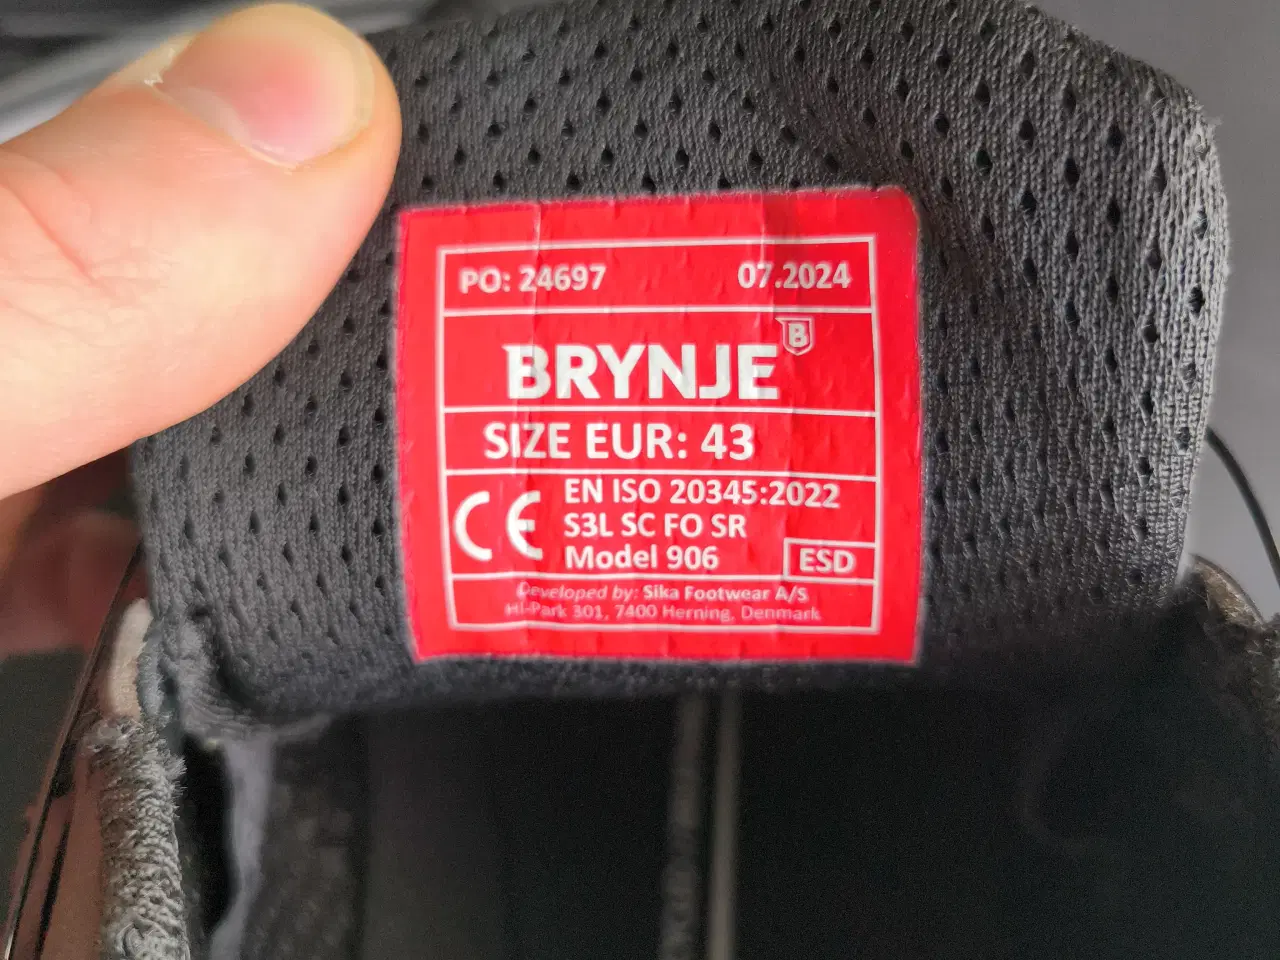 PO: 24697 07.2024
B
BRYNJE
SIZE EUR: 43
CE EN ISO 20345:2022
S3L SC FO SR
Model 906 ESD
Developed by: Sika Footwear A/S
HI-Park 301, 7400 Herning, Denmark